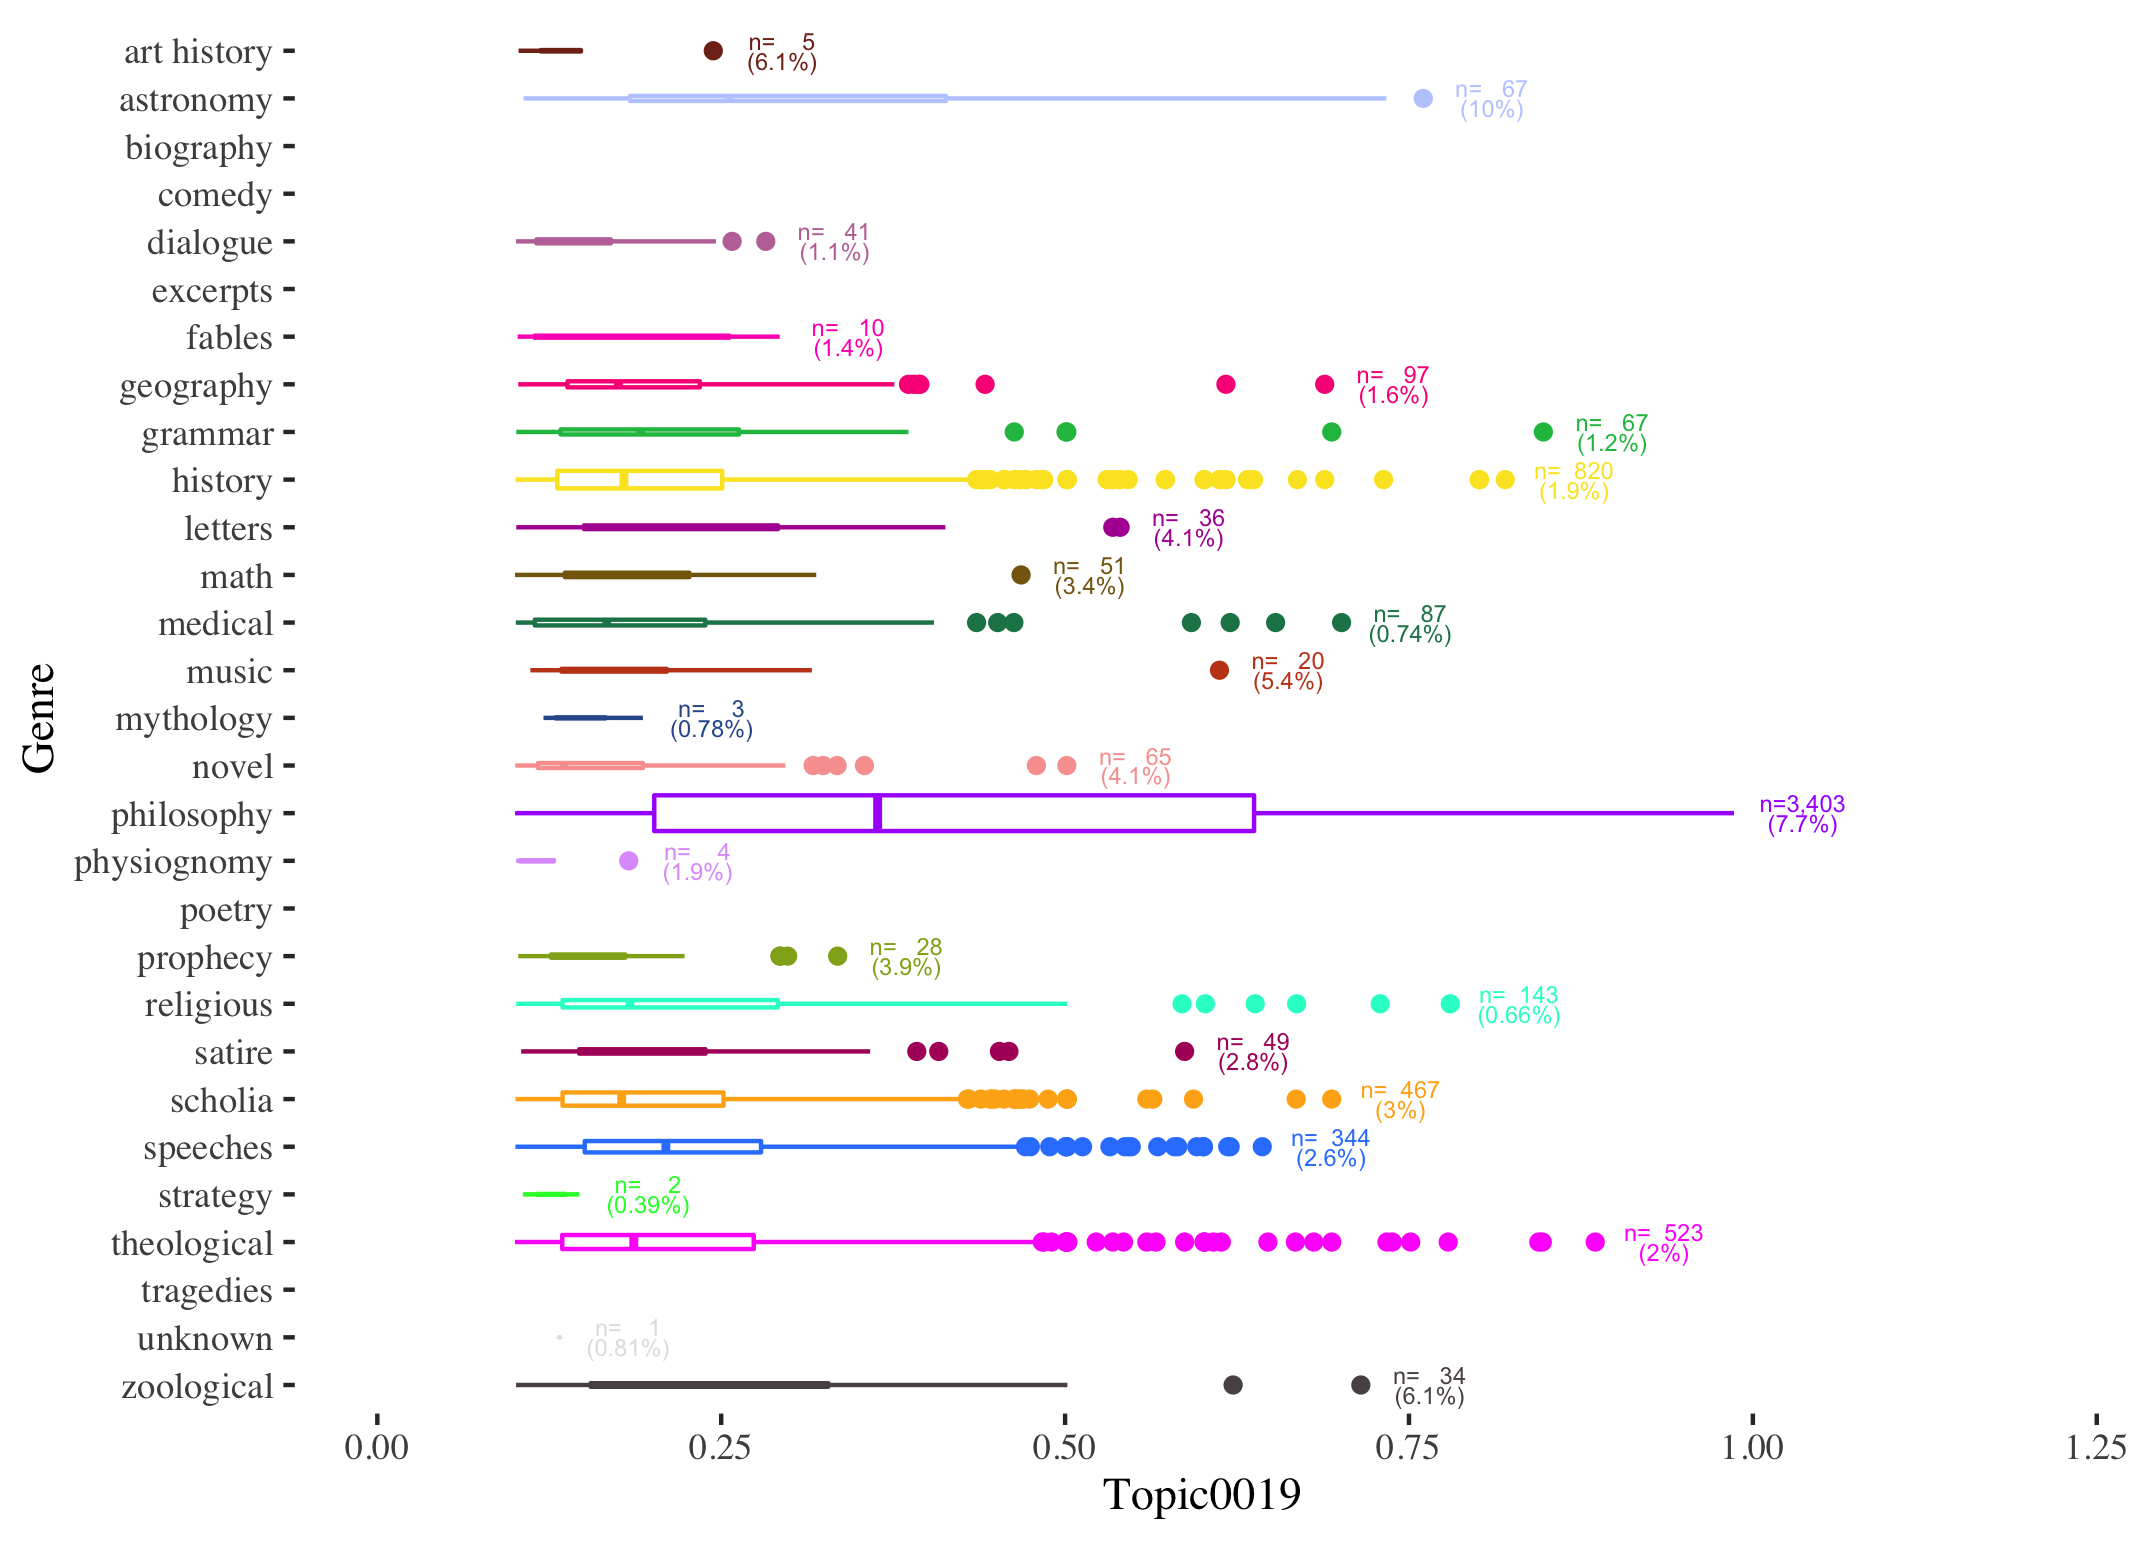 Genre
art history
n= 5
(6.1%)
astronomy
n= 67
(10%)
biography
comedy
dialogue
n= 41
(1.1%)
excerpts
fables
n= 10
(1.4%)
geography
n= 97
(1.6%)
grammar
n= 67
(1.2%)
history
n= 820
(1.9%)
letters
n= 36
(4.1%)
math
n= 51
(3.4%)
medical
n= 87
(0.74%)
music
n= 20
(5.4%)
mythology
n= 3
(0.78%)
novel
n= 65
(4.1%)
philosophy
n=3,403
(7.7%)
physiognomy
n= 4
(1.9%)
poetry
prophecy
n= 28
(3.9%)
religious
n= 143
(0.66%)
satire
n= 49
(2.8%)
scholia
n= 467
(3%)
speeches
n= 344
(2.6%)
strategy
n= 2
(0.39%)
theological
n= 523
(2%)
tragedies
unknown
n= 1
(0.81%)
zoological
n= 34
(6.1%)
0.00 0.25 0.50 0.75 1.00 1.25
Topic0019